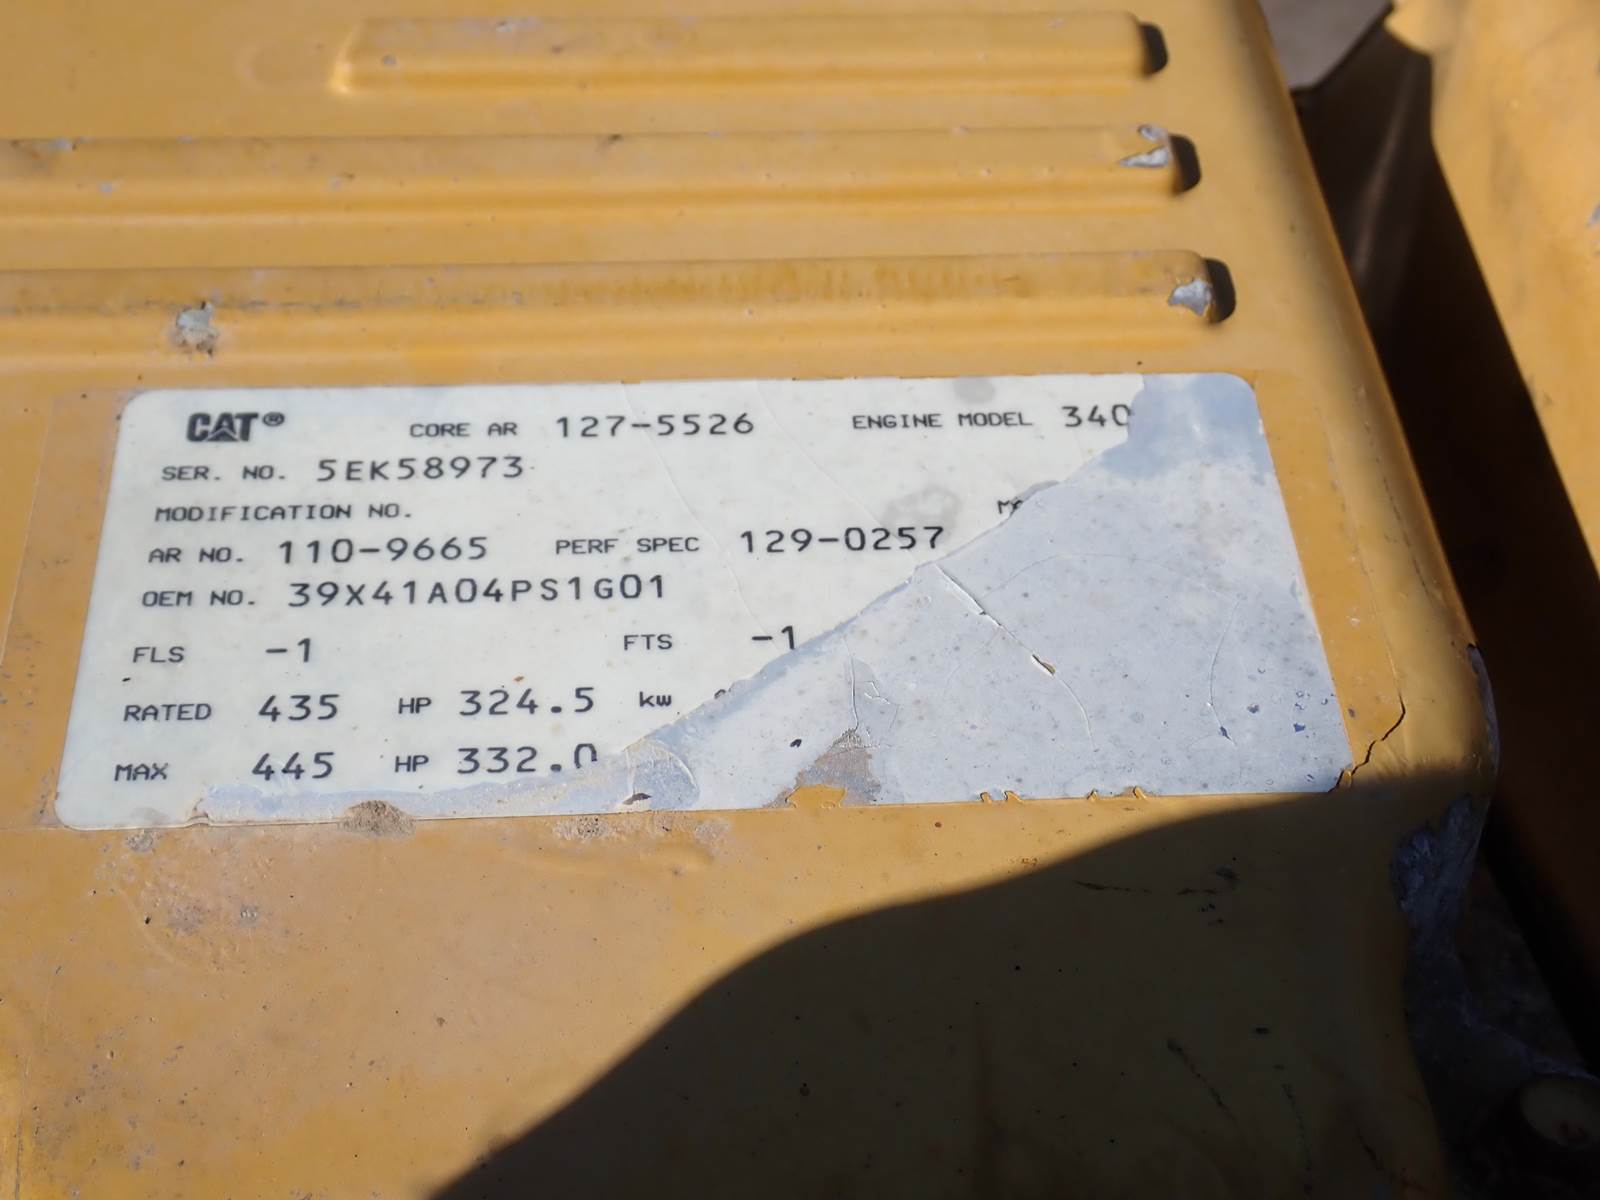 CAT® CORE AR 127-5526 ENGINE MODEL 340
SER. NO. 5EK58973
MODIFICATION NO.
AR NO. 110-9665 PERF SPEC 129-0257
OEM NO. 39X41A04PS1G01
FLS -1 FTS -1
RATED 435 HP 324.5 kw
MAX 445 HP 332.0